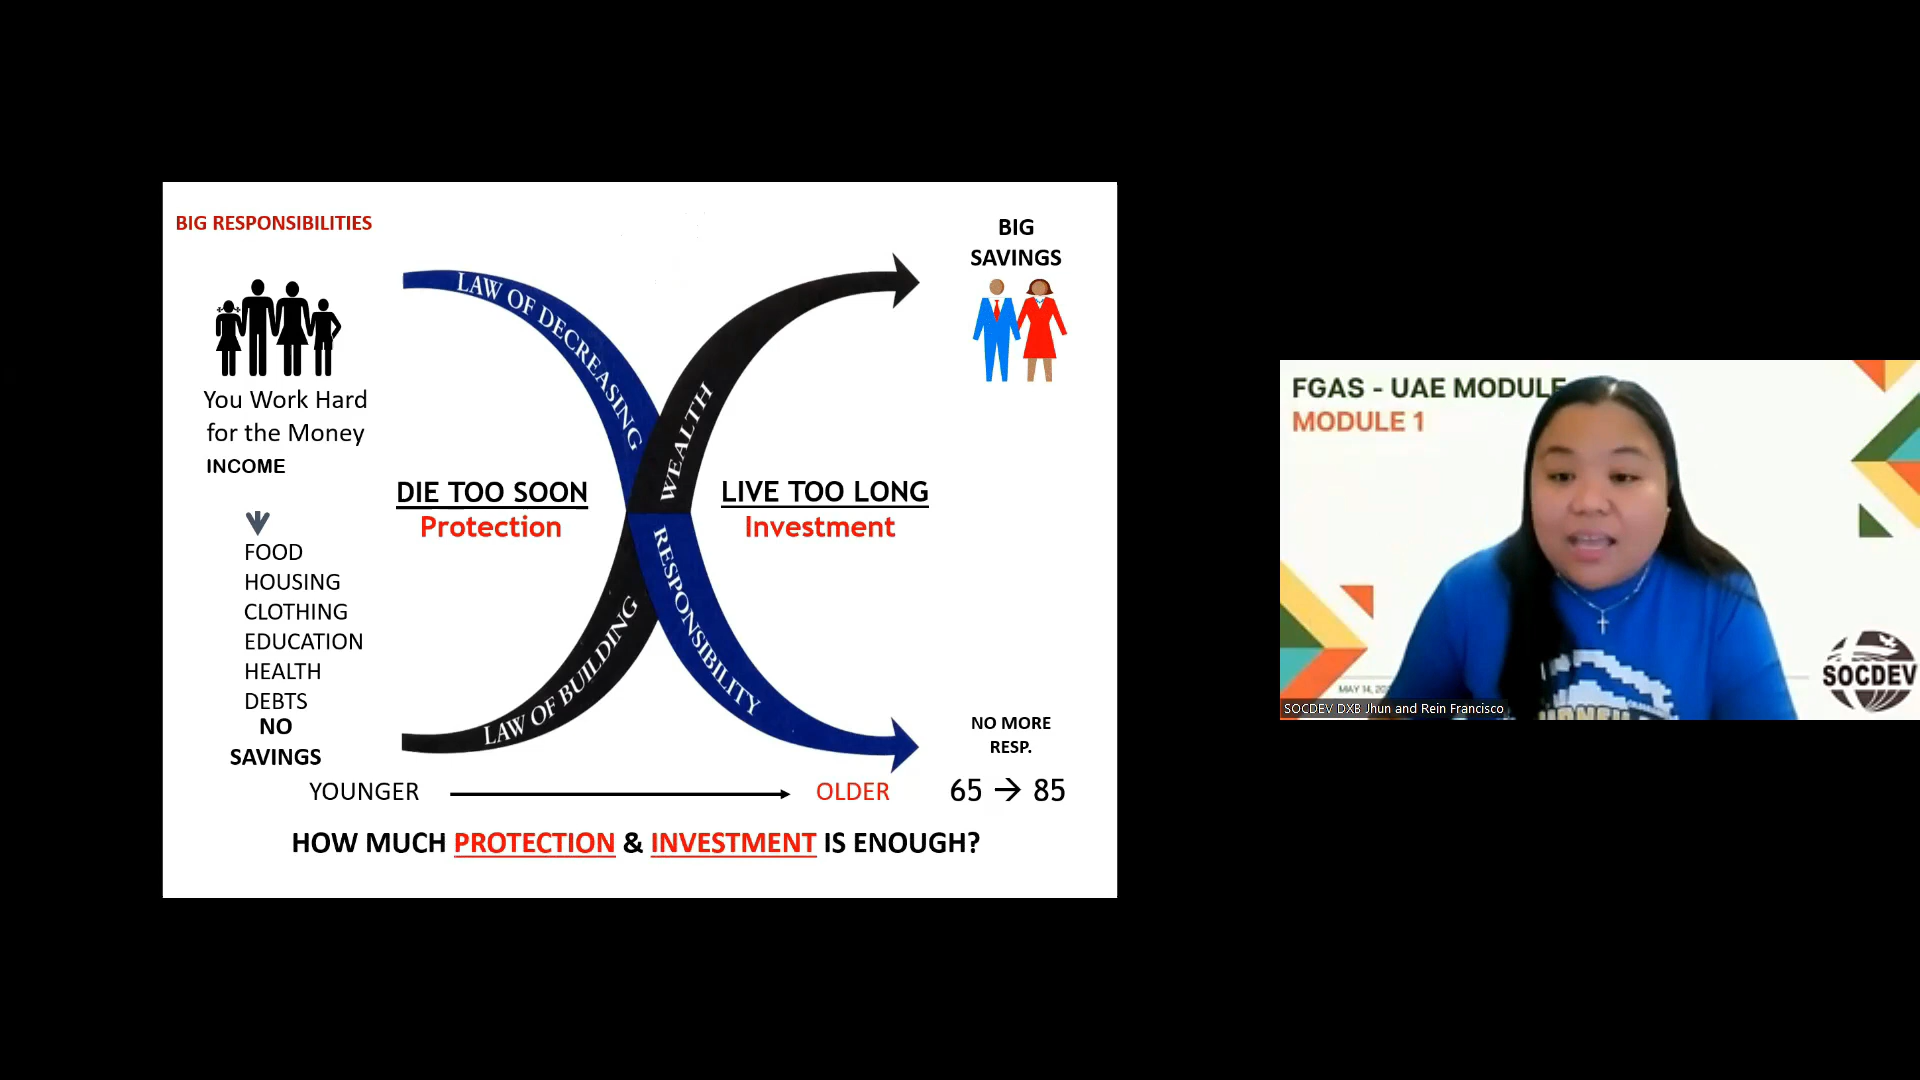 BIG RESPONSIBILITIES
You Work Hard
for the Money
INCOME
FOOD
HOUSING
CLOTHING
EDUCATION
HEALTH
DEBTS
NO
SAVINGS
LAW OF DECREASING
RESPONSIBILITY
LAW OF BUILDING
WEALTH
DIE TOO SOON
Protection
LIVE TOO LONG
Investment
BIG
SAVINGS
NO MORE
RESP.
YOUNGER
OLDER
65 → 85
HOW MUCH PROTECTION & INVESTMENT IS ENOUGH?
FGAS - UAE MODULE
MODULE 1
MAY 14,
SOCDEV
SOCDEV DXB Jhun and Rein Francisco